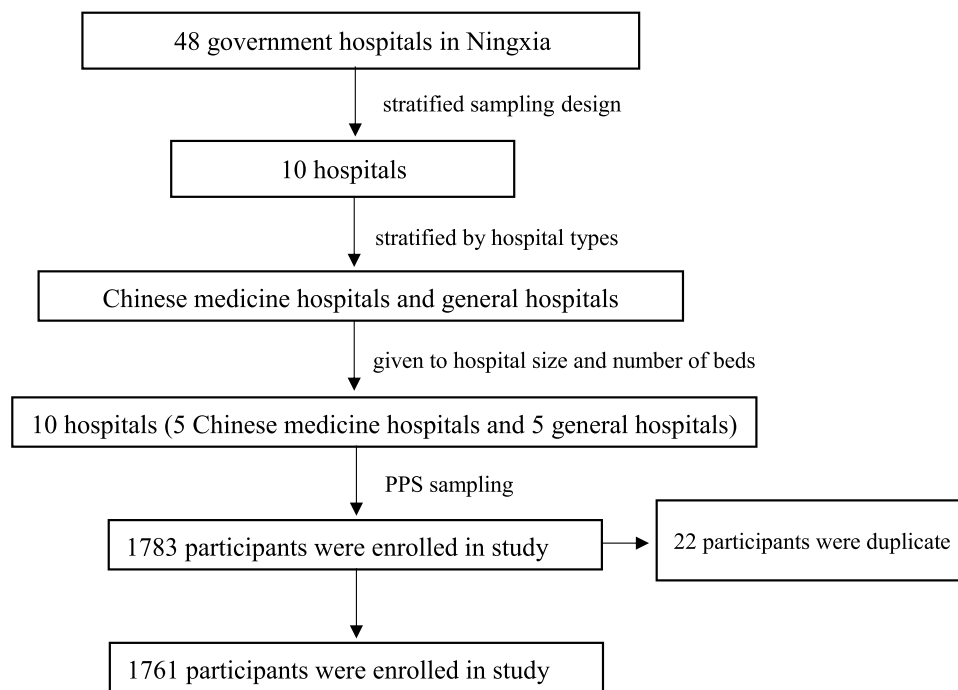 48 government hospitals in Ningxia
stratified sampling design
10 hospitals
stratified by hospital types
Chinese medicine hospitals and general hospitals
given to hospital size and number of beds
10 hospitals (5 Chinese medicine hospitals and 5 general hospitals)
PPS sampling
1783 participants were enrolled in study
22 participants were duplicate
1761 participants were enrolled in study